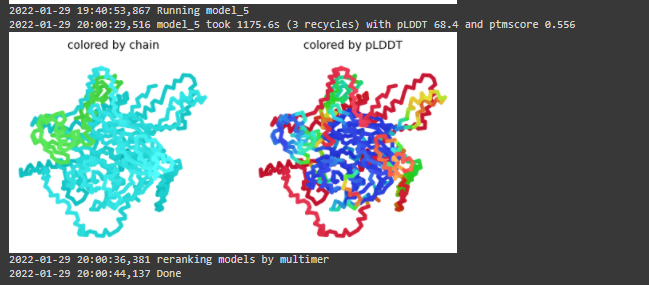 2022-01-29 19:40:53,867 Running model_5
2022-01-29 20:00:29,516 model_5 took 1175.6s (3 recycles) with pLDDT 68.4 and ptmscore 0.556
colored by chain
colored by pLDDT
2022-01-29 20:00:36,381 reranking models by multimer
2022-01-29 20:00:44,137 Done